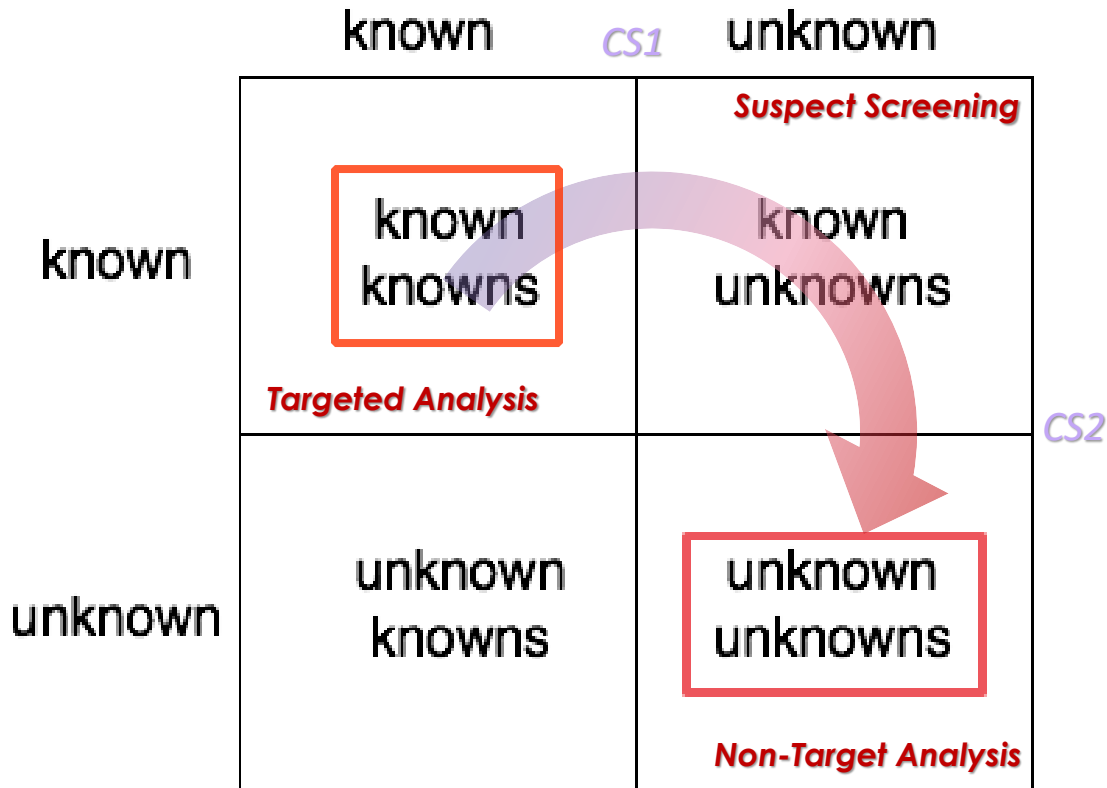 known
CS1
unknown
Suspect Screening
known
known
knowns
known
unknowns
Targeted Analysis
CS2
unknown
unknown
knowns
unknown
unknowns
Non-Target Analysis